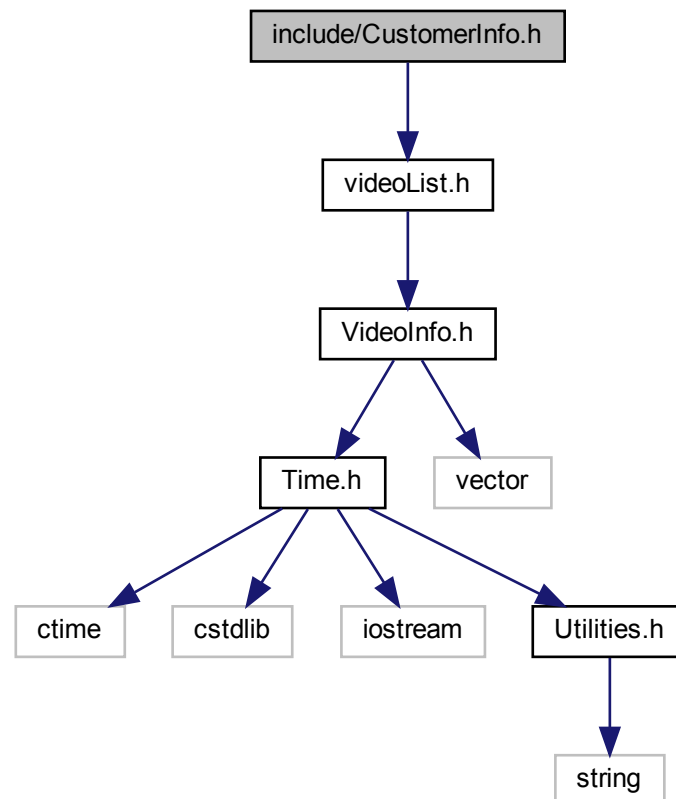 include/CustomerInfo.h
videoList.h
VideoInfo.h
Time.h
vector
ctime
cstdlib
iostream
Utilities.h
string